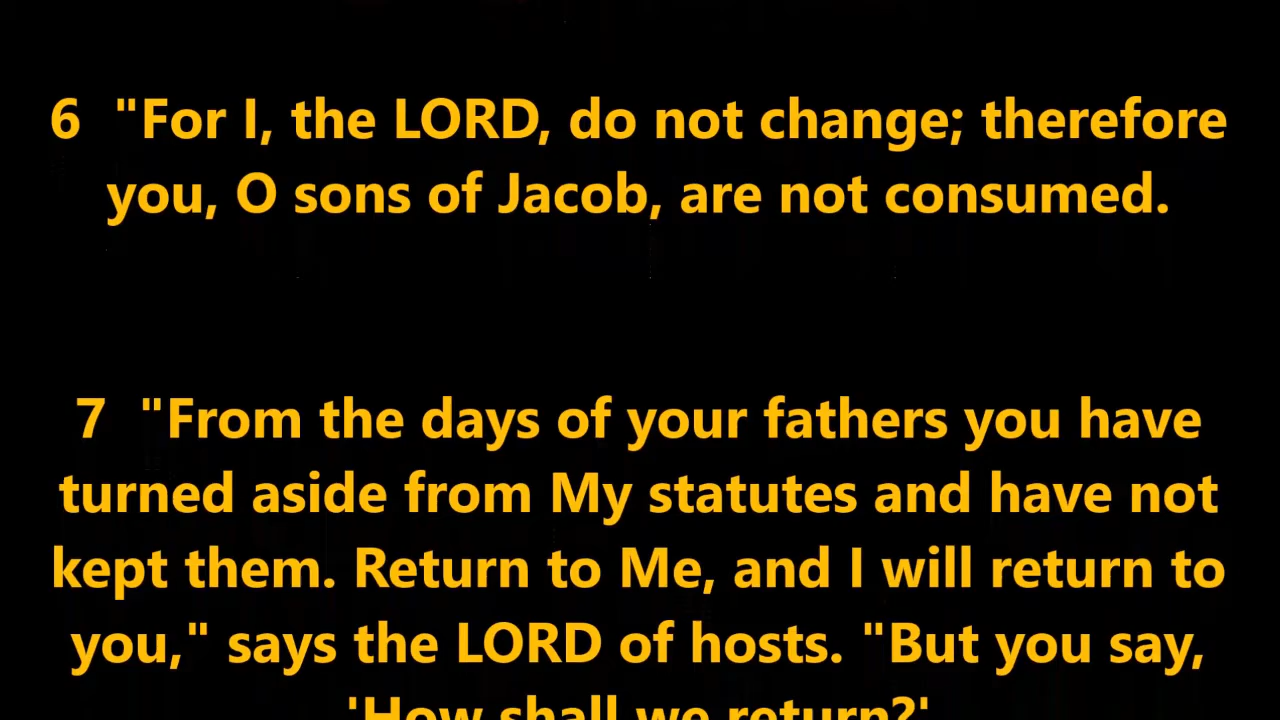 6  "For I, the LORD, do not change; therefore
you, O sons of Jacob, are not consumed.
7  "From the days of your fathers you have
turned aside from My statutes and have not
kept them. Return to Me, and I will return to
you," says the LORD of hosts. "But you say,
'How shall we return?'